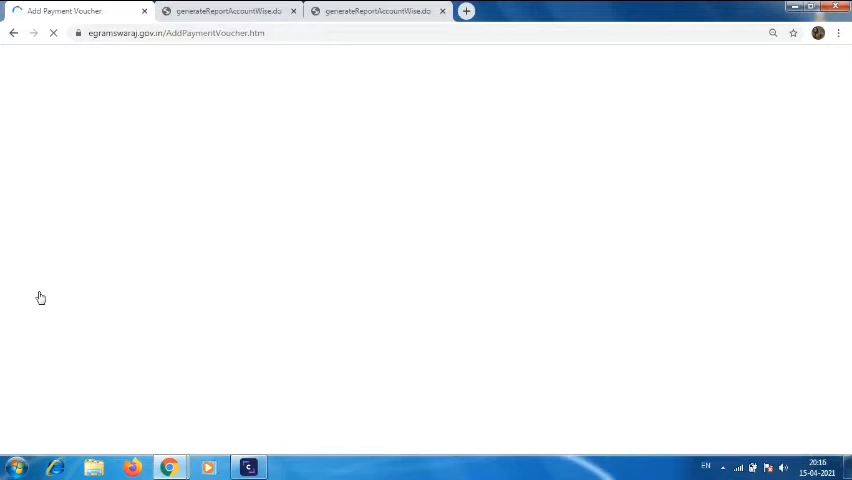 Add Payment Voucher
generateReportAccountWise.do
generateReportAccountWise.do
egramswaraj.gov.in/AddPaymentVoucher.htm
C
EN
20:16
15-04-2021